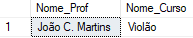 Nome_Prof Nome_Curso
1 João C. Martins Violão